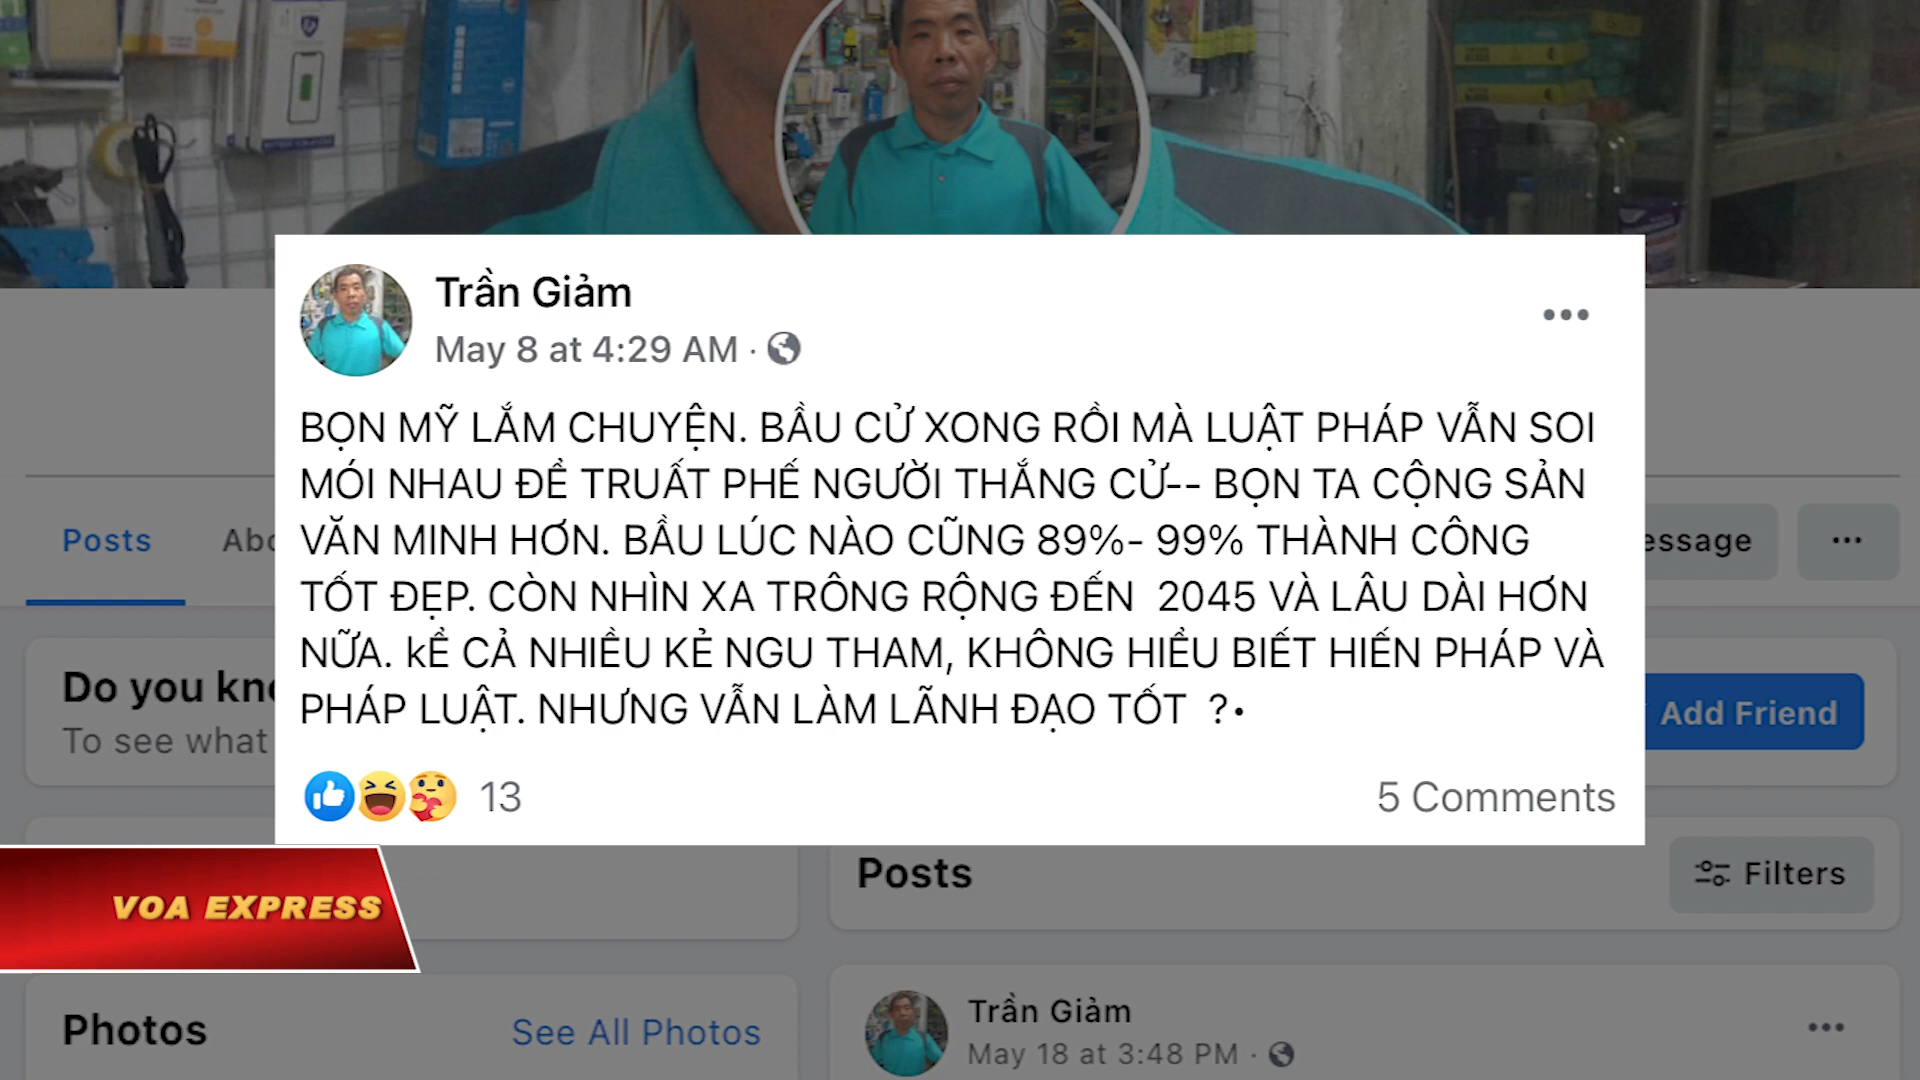 Trần Giảm
May 8 at 4:29 AM ·
BỌN MỸ LẮM CHUYỆN. BẦU CỬ XONG RỒI MÀ LUẬT PHÁP VẪN SOI
MÓI NHAU ĐỂ TRUẤT PHẾ NGƯỜI THẮNG CỬ-- BỌN TA CỘNG SẢN
VĂN MINH HƠN. BẦU LÚC NÀO CŨNG 89%- 99% THÀNH CÔNG
TỐT ĐẸP. CÒN NHÌN XA TRÔNG RỘNG ĐẾN 2045 VÀ LÂU DÀI HƠN
NỮA. kỂ CẢ NHIỀU KẺ NGU THAM, KHÔNG HIỂU BIẾT HIẾN PHÁP VÀ
PHÁP LUẬT. NHƯNG VẪN LÀM LÃNH ĐẠO TỐT ?•
13
5 Comments
Posts
Abo
essage
Do you kno
To see what
Add Friend
VOA EXPRESS
Posts
Filters
Photos
See All Photos
Trần Giảm
May 18 at 3:48 PM ·